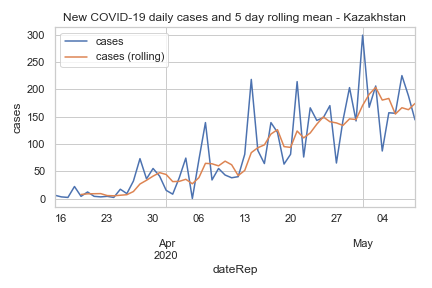 New COVID-19 daily cases and 5 day rolling mean - Kazakhstan
cases
cases (rolling)
300
250
200
150
100
50
0
cases
16 23 30 06 13 20 27 04
Apr May
2020
dateRep